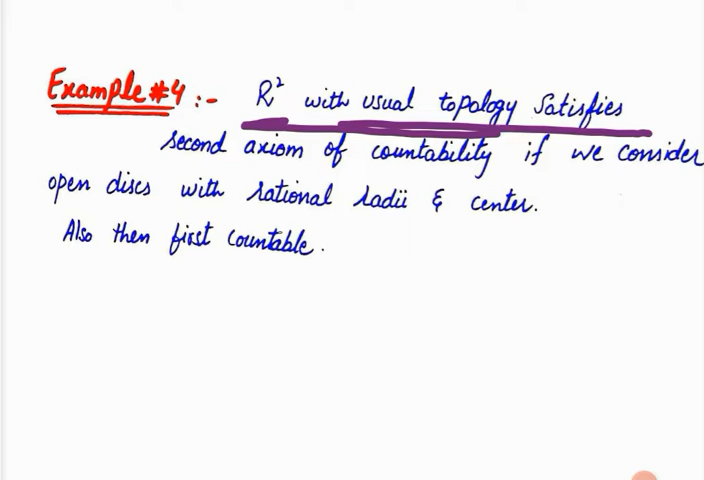 Example #4 :- R² with usual topology Satisfies
second axiom of countability if we consider
open discs with rational radii & center.
Also then first countable.